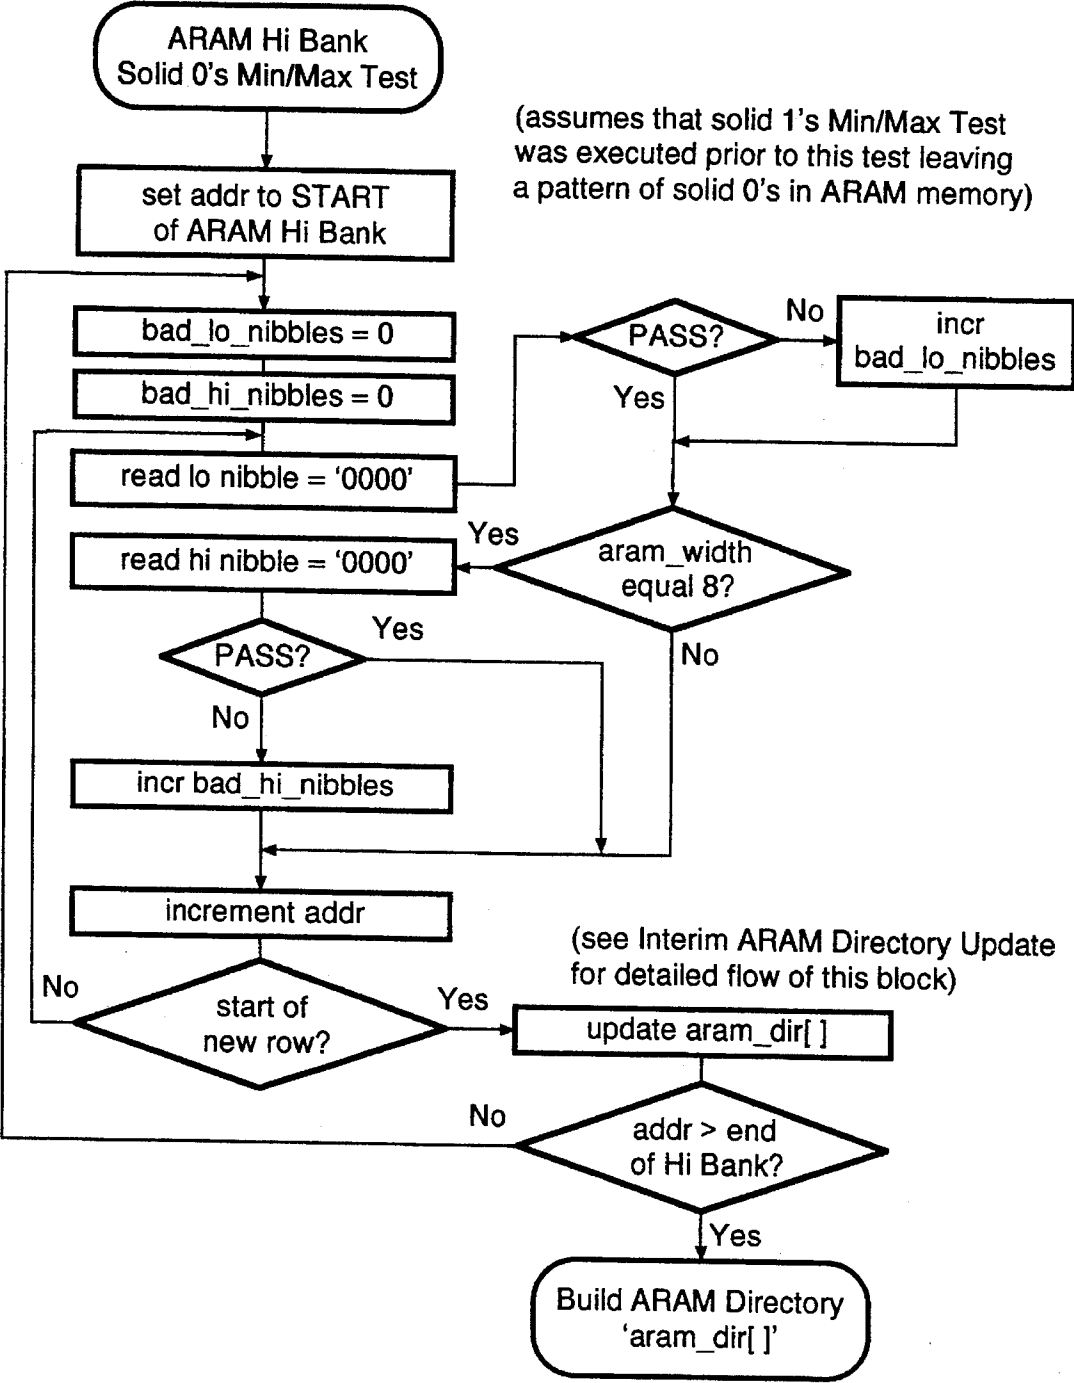 ARAM Hi Bank
Solid 0's Min/Max Test
(assumes that solid 1's Min/Max Test
was executed prior to this test leaving
a pattern of solid 0's in ARAM memory)
set addr to START
of ARAM Hi Bank
bad_lo_nibbles = 0
bad_hi_nibbles = 0
read lo nibble = ‘0000’
PASS?
No
incr
bad_lo_nibbles
Yes
aram_width
equal 8?
Yes
No
read hi nibble = ‘0000’
PASS?
Yes
No
incr bad_hi_nibbles
increment addr
start of
new row?
No
Yes
(see Interim ARAM Directory Update
for detailed flow of this block)
update aram_dir[ ]
addr > end
of Hi Bank?
No
Yes
Build ARAM Directory
‘aram_dir[ ]’